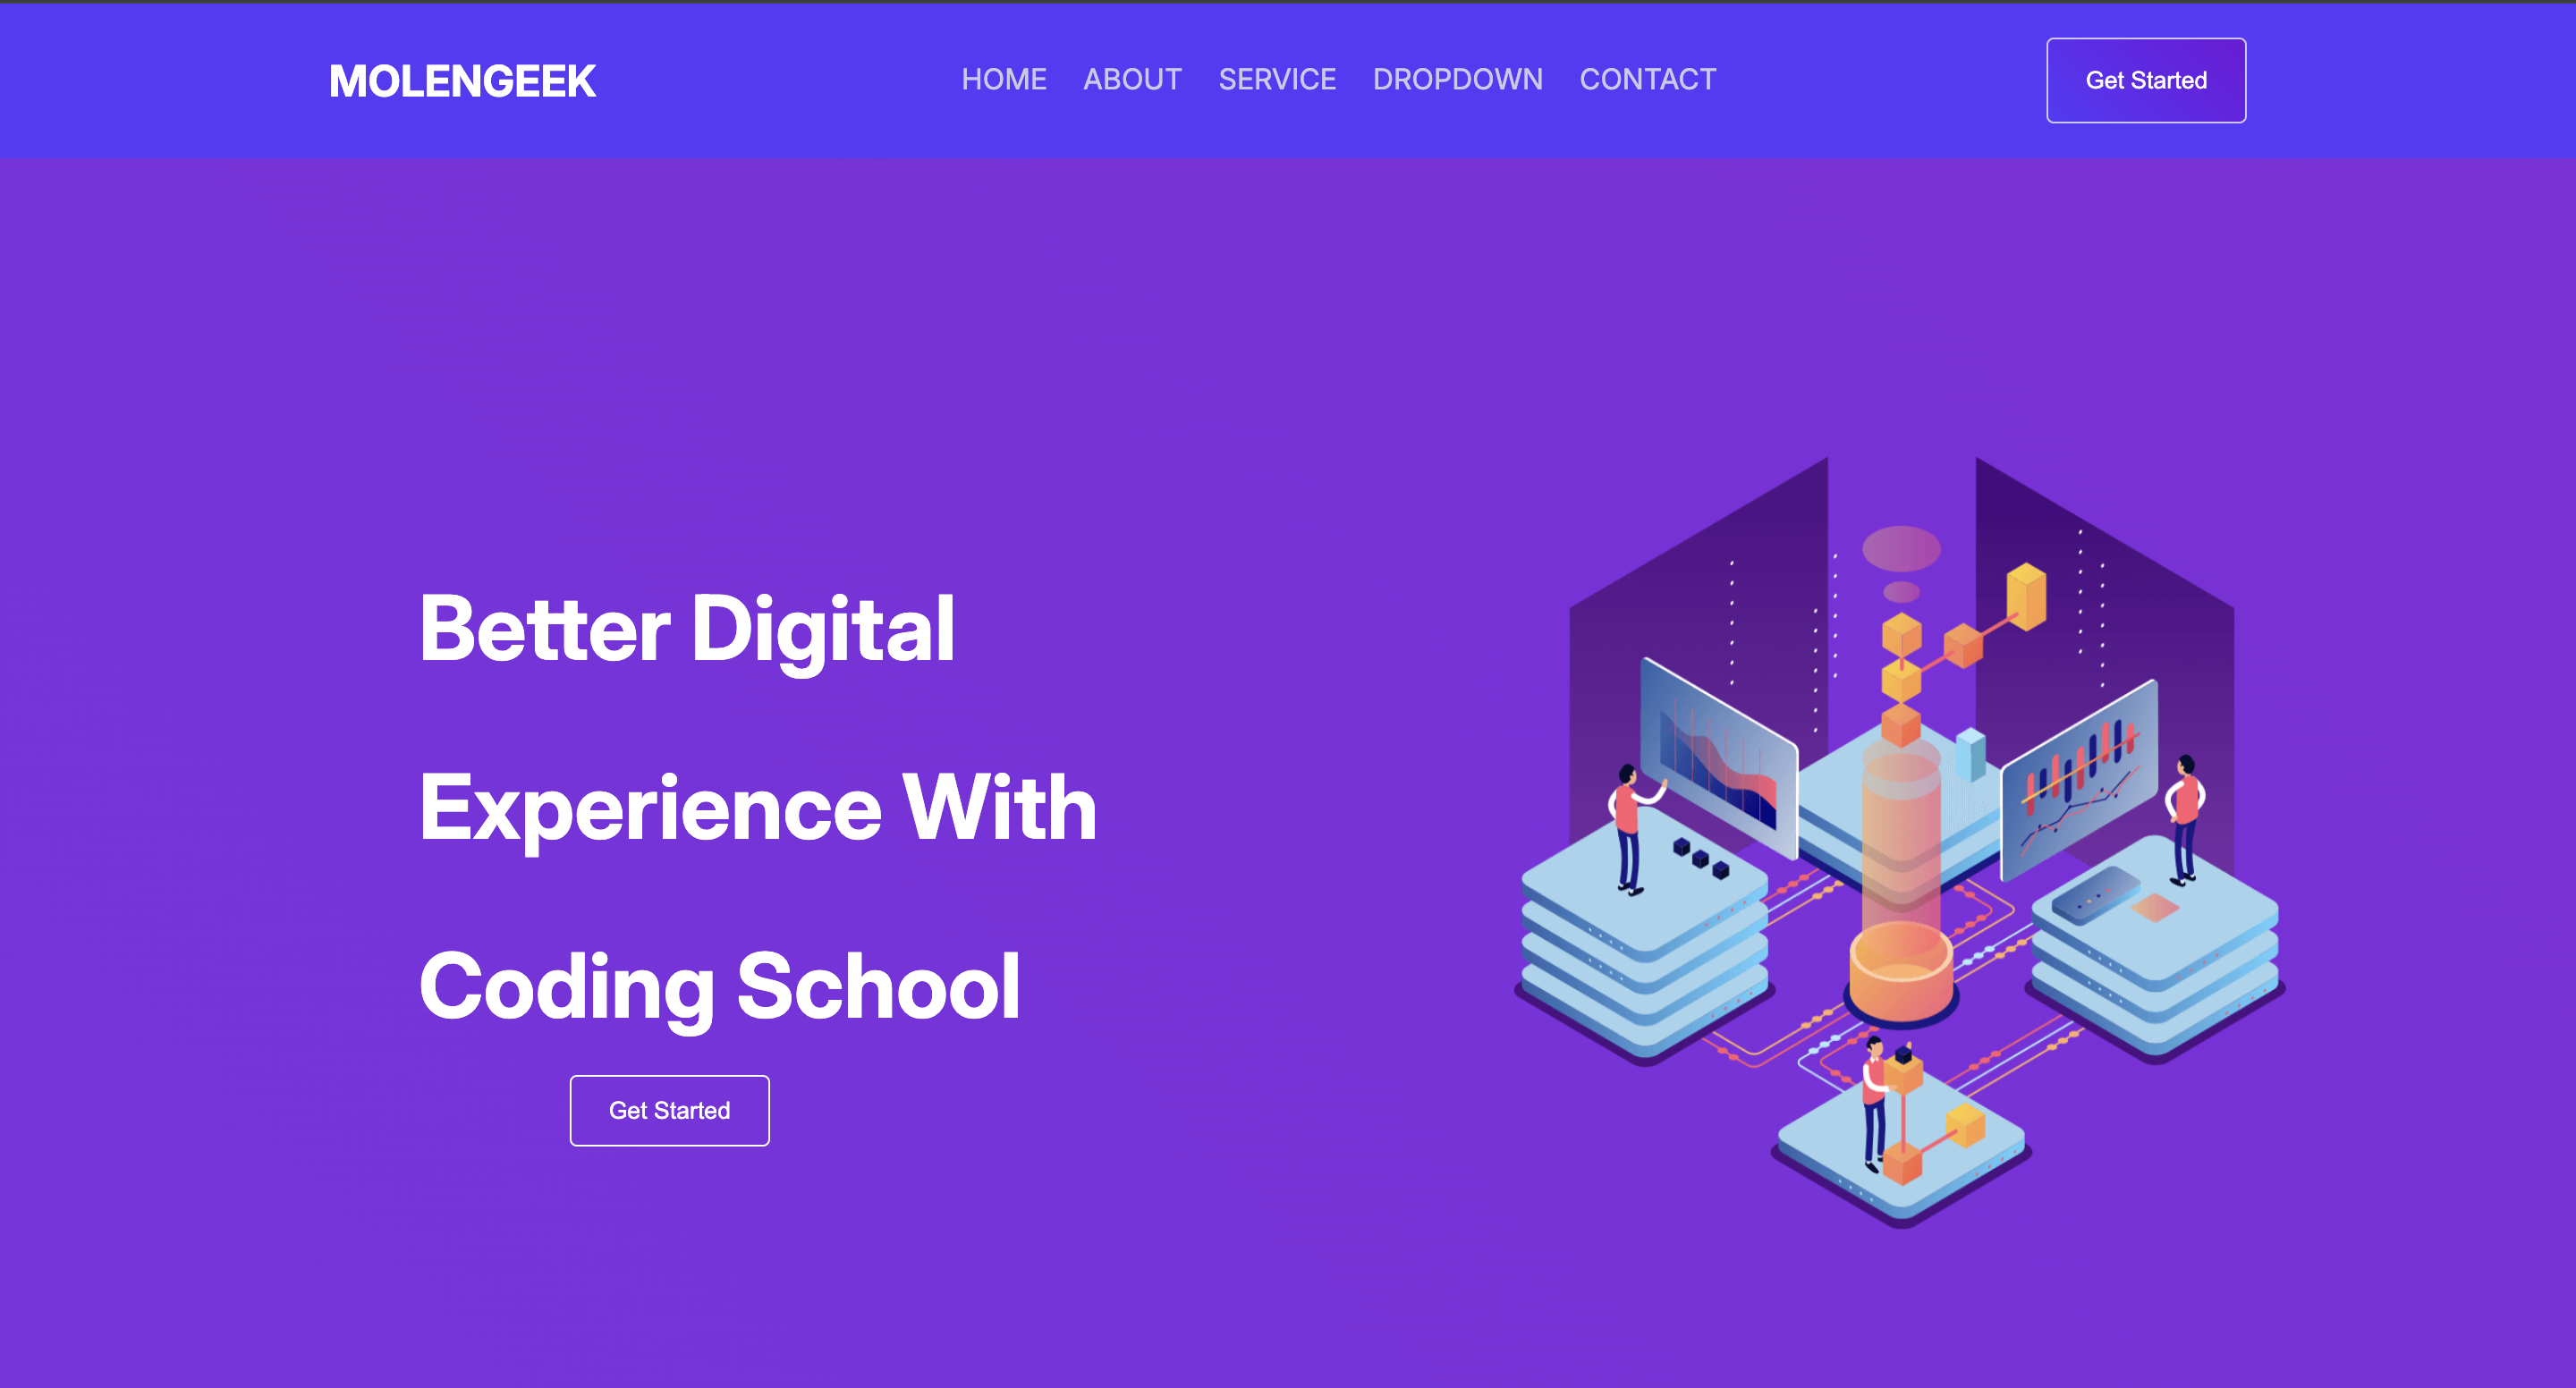 MOLENGEEK
HOME ABOUT SERVICE DROPDOWN CONTACT
Get Started
Better Digital
Experience With
Coding School
Get Started